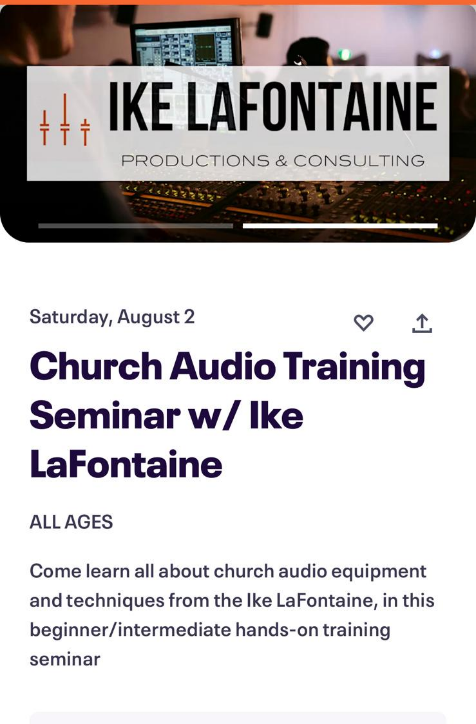 IKE LAFONTAINE
PRODUCTIONS & CONSULTING
Saturday, August 2
Church Audio Training
Seminar w/ Ike
LaFontaine
ALL AGES
Come learn all about church audio equipment
and techniques from the Ike LaFontaine, in this
beginner/intermediate hands-on training
seminar